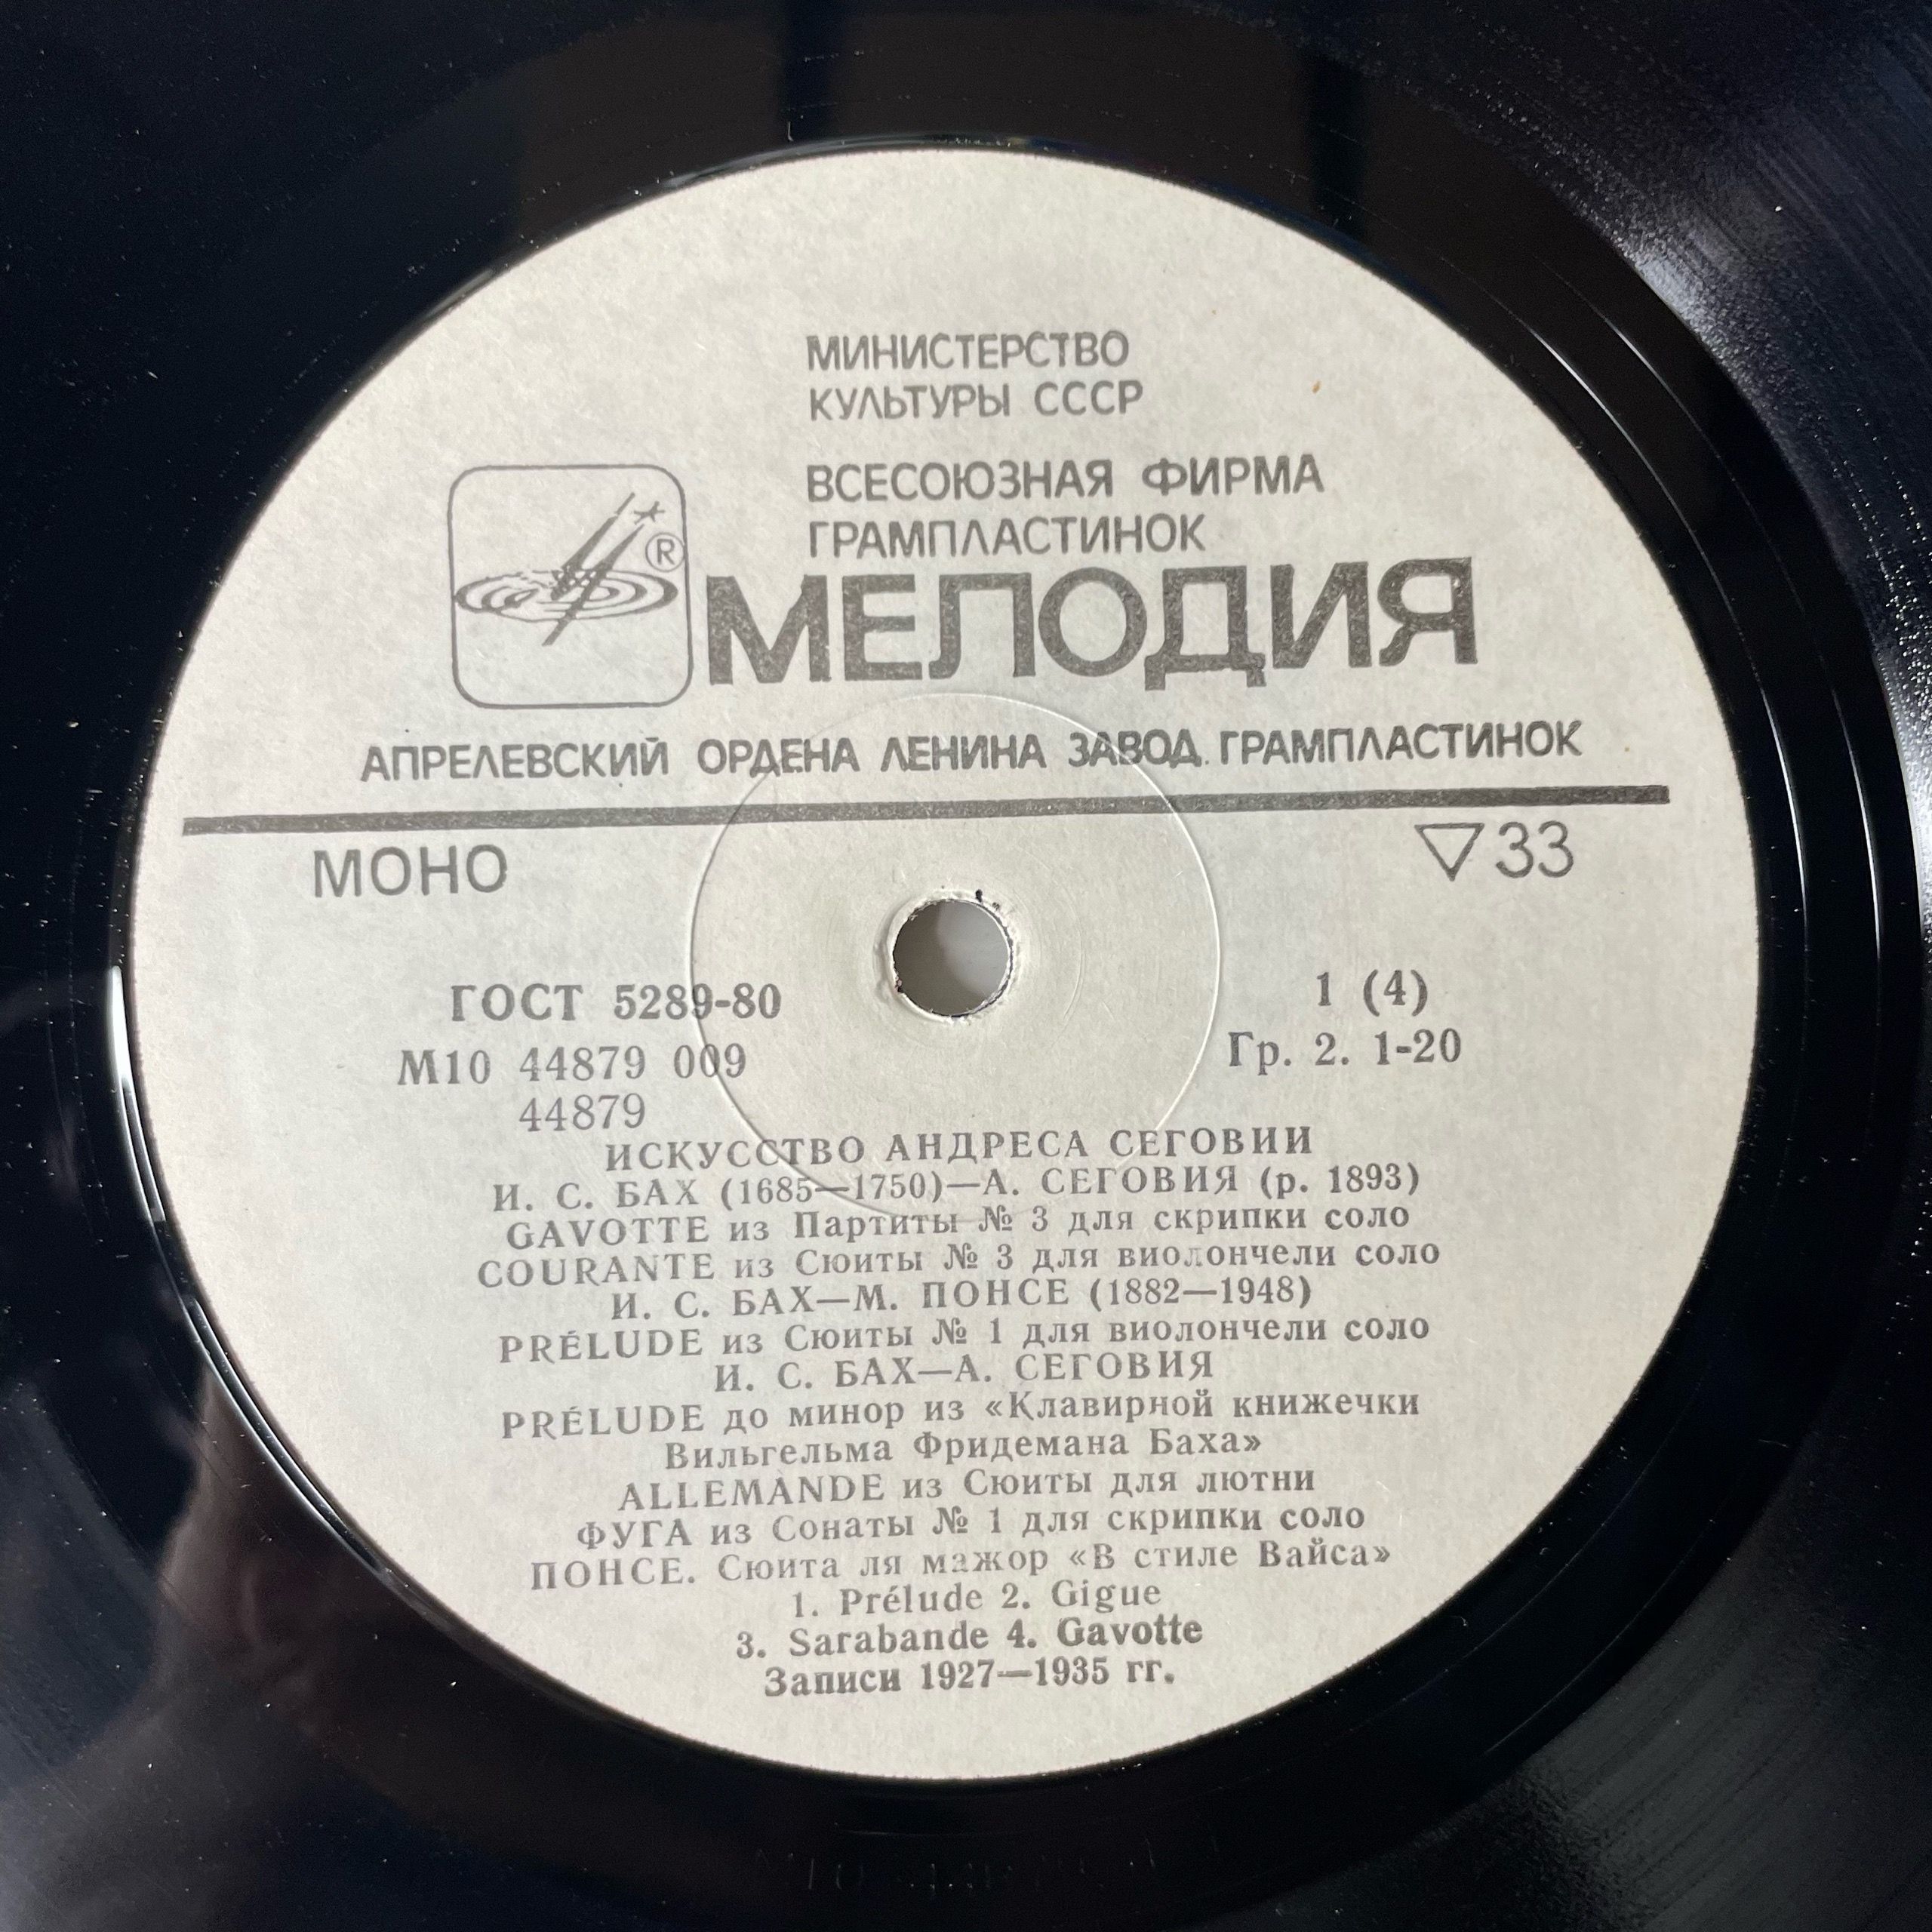 МИНИСТЕРСТВО
КУЛЬТУРЫ СССР
ВСЕСОЮЗНАЯ ФИРМА
ГРАМПЛАСТИНОК
®
МЕЛОДИЯ
АПРЕЛЕВСКИЙ ОРДЕНА ЛЕНИНА ЗАВОД ГРАМПЛАСТИНОК
МОНО ▽33
ГОСТ 5289-80 1 (4)
М10 44879 009 Гр. 2. 1-20
44879
ИСКУССТВО АНДРЕСА СЕГОВИИ
И. С. БАХ (1685—1750)—А. СЕГОВИЯ (р. 1893)
GAVOTTE из Партиты № 3 для скрипки соло
COURANTE из Сюиты № 3 для виолончели соло
И. С. БАХ—М. ПОНСЕ (1882—1948)
PRÉLUDE из Сюиты № 1 для виолончели соло
И. С. БАХ—А. СЕГОВИЯ
PRÉLUDE до минор из «Клавирной книжечки
Вильгельма Фридемана Баха»
ALLEMANDE из Сюиты для лютни
ФУГА из Сонаты № 1 для скрипки соло
ПОНСЕ. Сюита ля мажор «В стиле Вайса»
1. Prélude 2. Gigue
3. Sarabande 4. Gavotte
Записи 1927—1935 гг.